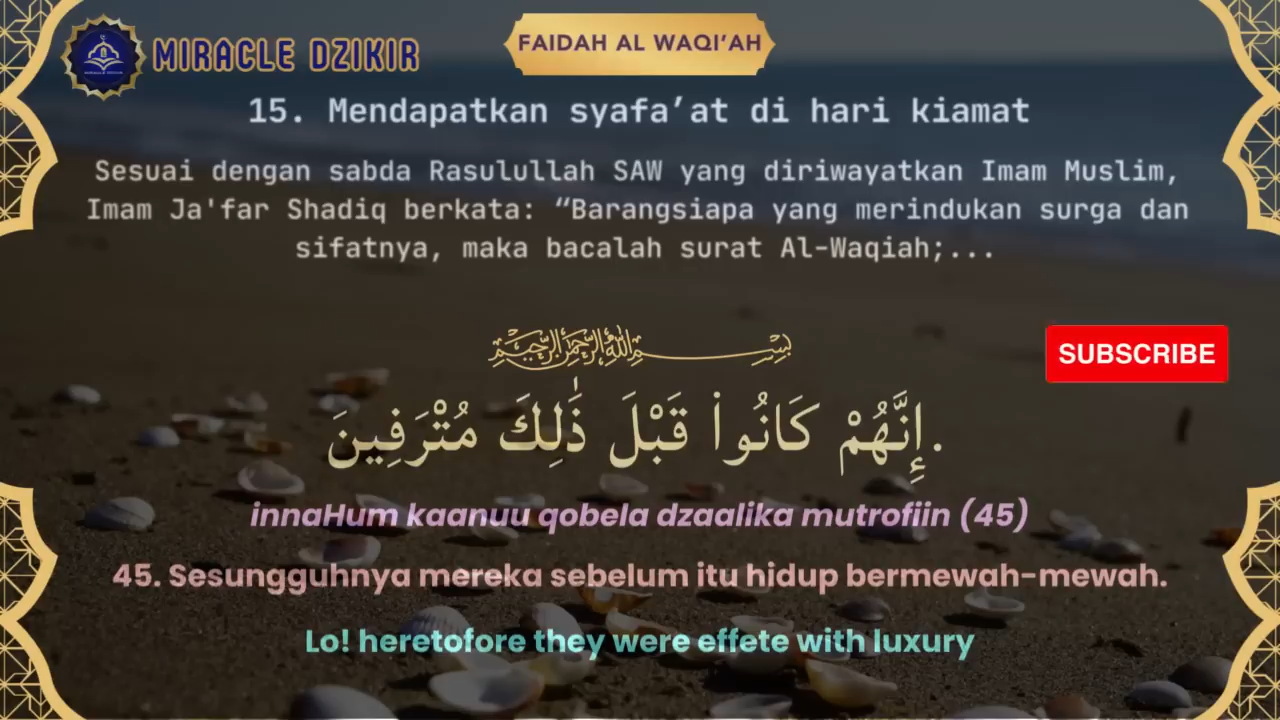 MIRACLE DZIKIR
FAIDAH AL WAQI’AH
15. Mendapatkan syafa’at di hari kiamat
Sesuai dengan sabda Rasulullah SAW yang diriwayatkan Imam Muslim,
Imam Ja'far Shadiq berkata: “Barangsiapa yang merindukan surga dan
sifatnya, maka bacalah surat Al-Waqiah;...
بِسْمِ اللَّهِ الرَّحْمَٰنِ الرَّحِيمِ
SUBSCRIBE
.إِنَّهُمْ كَانُوا۟ قَبْلَ ذَٰلِكَ مُتْرَفِينَ
innaHum kaanuu qobela dzaalika mutrofiin (45)
45. Sesungguhnya mereka sebelum itu hidup bermewah-mewah.
Lo! heretofore they were effete with luxury